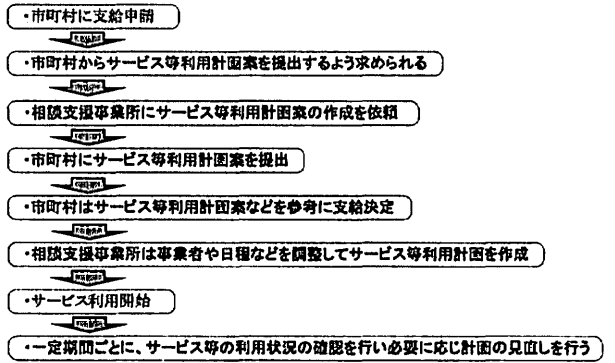 ・市町村に支給申請
・市町村からサービス等利用計画案を提出するよう求められる
・相談支援事業所にサービス等利用計画案の作成を依頼
・市町村にサービス等利用計画案を提出
・市町村はサービス等利用計画案などを参考に支給決定
・相談支援事業所は事業者や日程などを調整してサービス等利用計画を作成
・サービス利用開始
・一定期間ごとに、サービス等の利用状況の確認を行い必要に応じ計画の見直しを行う